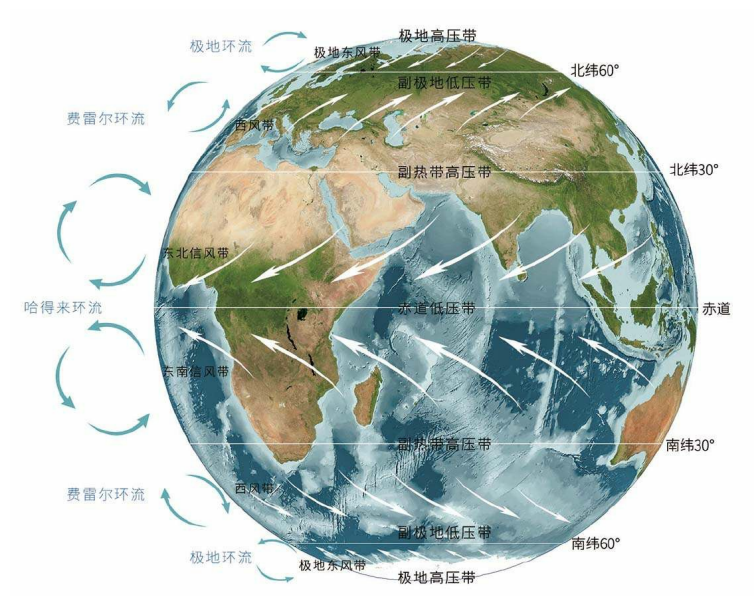 极地高压带
极地环流
极地东风带
北纬60°
副极地低压带
费雷尔环流
西风带
副热带高压带
北纬30°
东北信风带
哈得来环流
赤道低压带
赤道
东南信风带
副热带高压带
南纬30°
费雷尔环流
西风带
副极地低压带
南纬60°
极地环流
极地东风带
极地高压带